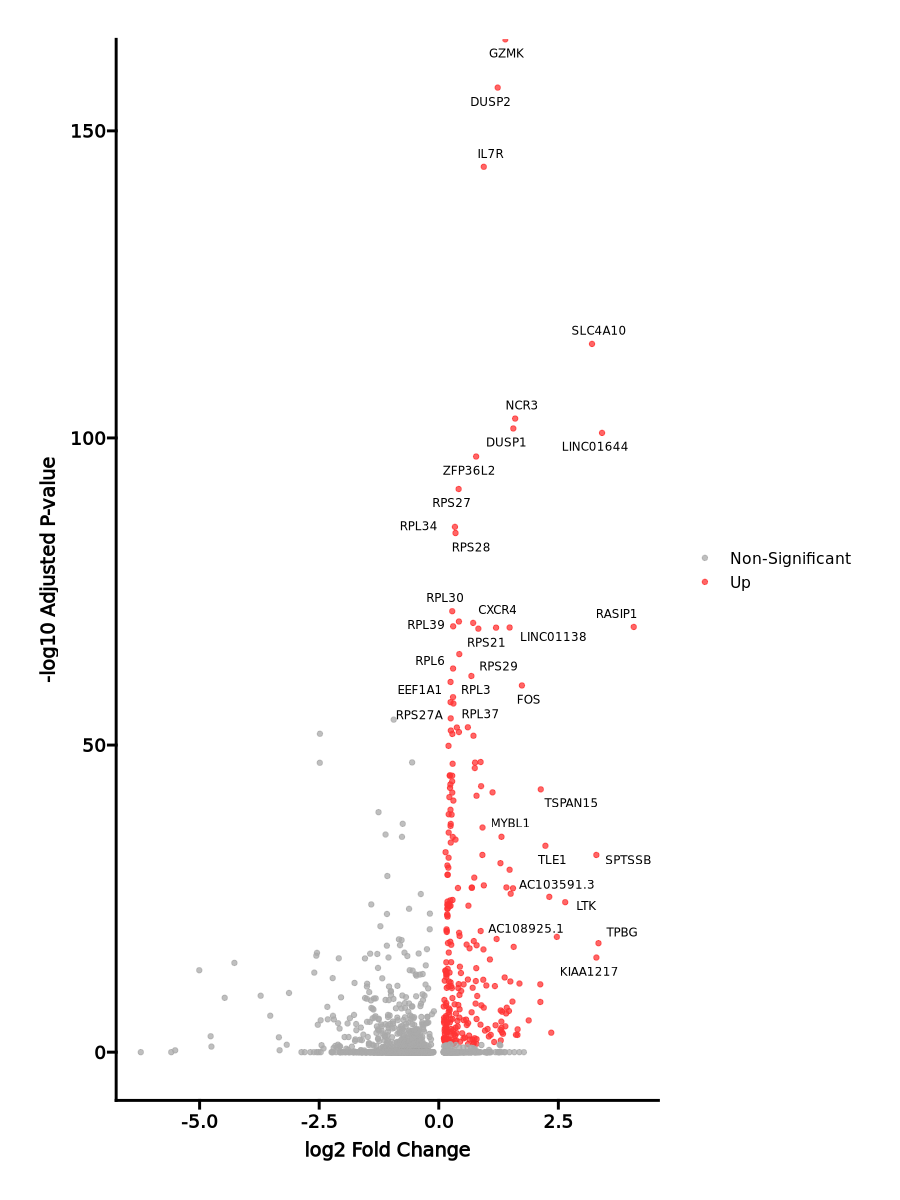 GZMK
DUSP2
150
IL7R
SLC4A10
NCR3
100
DUSP1
LINC01644
ZFP36L2
RPS27
RPL34
RPS28
Non-Significant
Up
RPL30
CXCR4
RASIP1
RPL39
LINC01138
RPS21
RPL6
RPS29
EEF1A1
RPL3
FOS
RPS27A
RPL37
50
TSPAN15
MYBL1
TLE1
SPTSSB
AC103591.3
LTK
AC108925.1
TPBG
KIAA1217
0
-5.0
-2.5
0.0
2.5
log2 Fold Change
-log10 Adjusted P-value